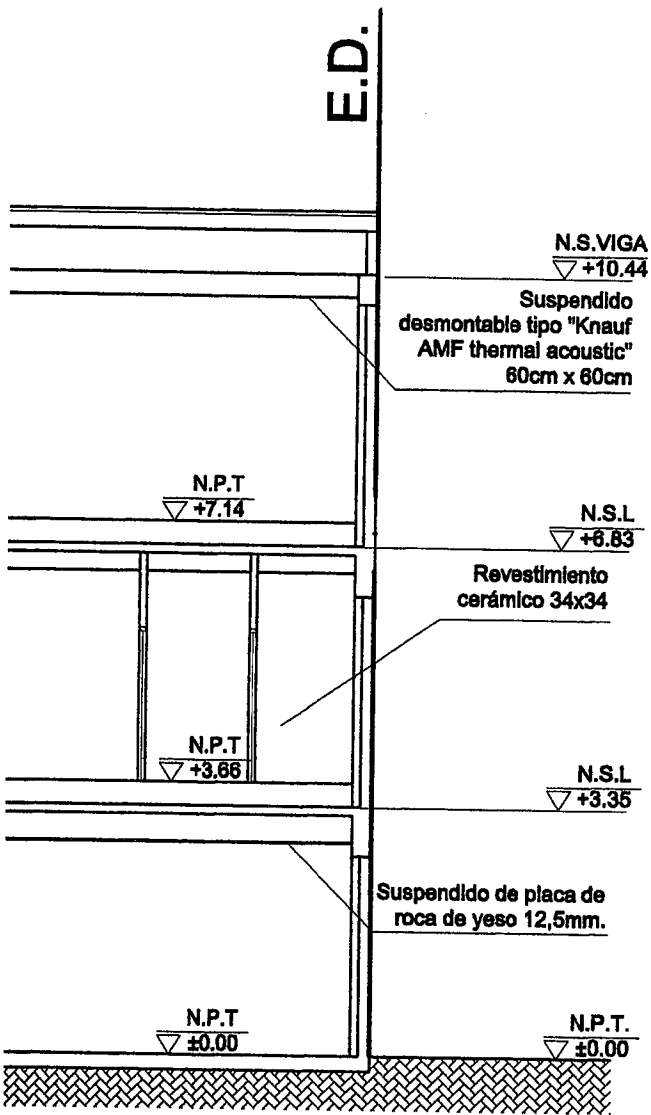 E.D.
N.S.VIGA
+10.44
Suspendido
desmontable tipo "Knauf
AMF thermal acoustic"
60cm x 60cm
N.P.T
+7.14
N.S.L
+6.83
Revestimiento
cerámico 34x34
N.P.T
+3.66
N.S.L
+3.35
Suspendido de placa de
roca de yeso 12,5mm.
N.P.T
±0.00
N.P.T.
±0.00